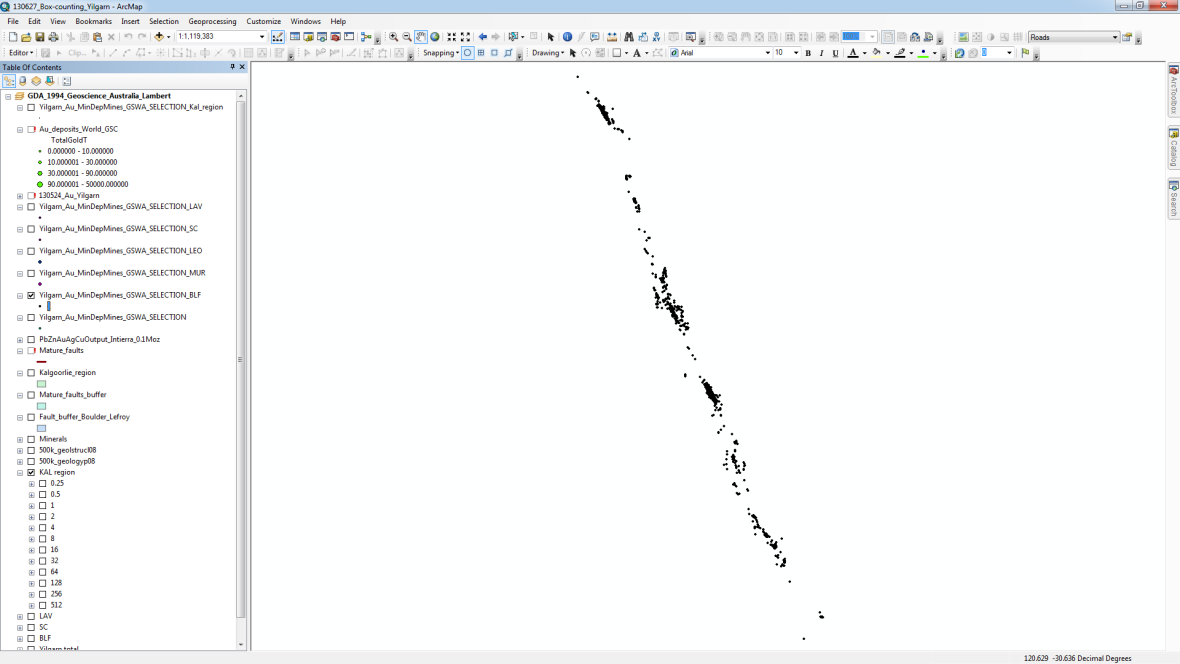 130627_Box-counting_Yilgarn - ArcMap
File Edit View Bookmarks Insert Selection Geoprocessing Customize Windows Help
1:1,119,383
Roads
Editor
Clip...
Snapping
Drawing
Arial
10
B I U A
Table Of Contents
GDA_1994_Geoscience_Australia_Lambert
Yilgarn_Au_MinDepMines_GSWA_SELECTION_Kal_region
Au_deposits_World_GSC
TotalGoldT
0.000000 - 10.000000
10.000001 - 30.000000
30.000001 - 90.000000
90.000001 - 50000.000000
130524_Au_Yilgarn
Yilgarn_Au_MinDepMines_GSWA_SELECTION_LAV
Yilgarn_Au_MinDepMines_GSWA_SELECTION_SC
Yilgarn_Au_MinDepMines_GSWA_SELECTION_LEO
Yilgarn_Au_MinDepMines_GSWA_SELECTION_MUR
Yilgarn_Au_MinDepMines_GSWA_SELECTION_BLF
Yilgarn_Au_MinDepMines_GSWA_SELECTION
PbZnAuAgCuOutput_Intierra_0.1Moz
Mature_faults
Kalgoorlie_region
Mature_faults_buffer
Fault_buffer_Boulder_Lefroy
Minerals
500k_geolstrucl08
500k_geologyp08
KAL region
0.25
0.5
1
2
4
8
16
32
64
128
256
512
LAV
SC
BLF
Yilgarn total
ArcToolbox
Catalog
Search
120.629 -30.636 Decimal Degrees